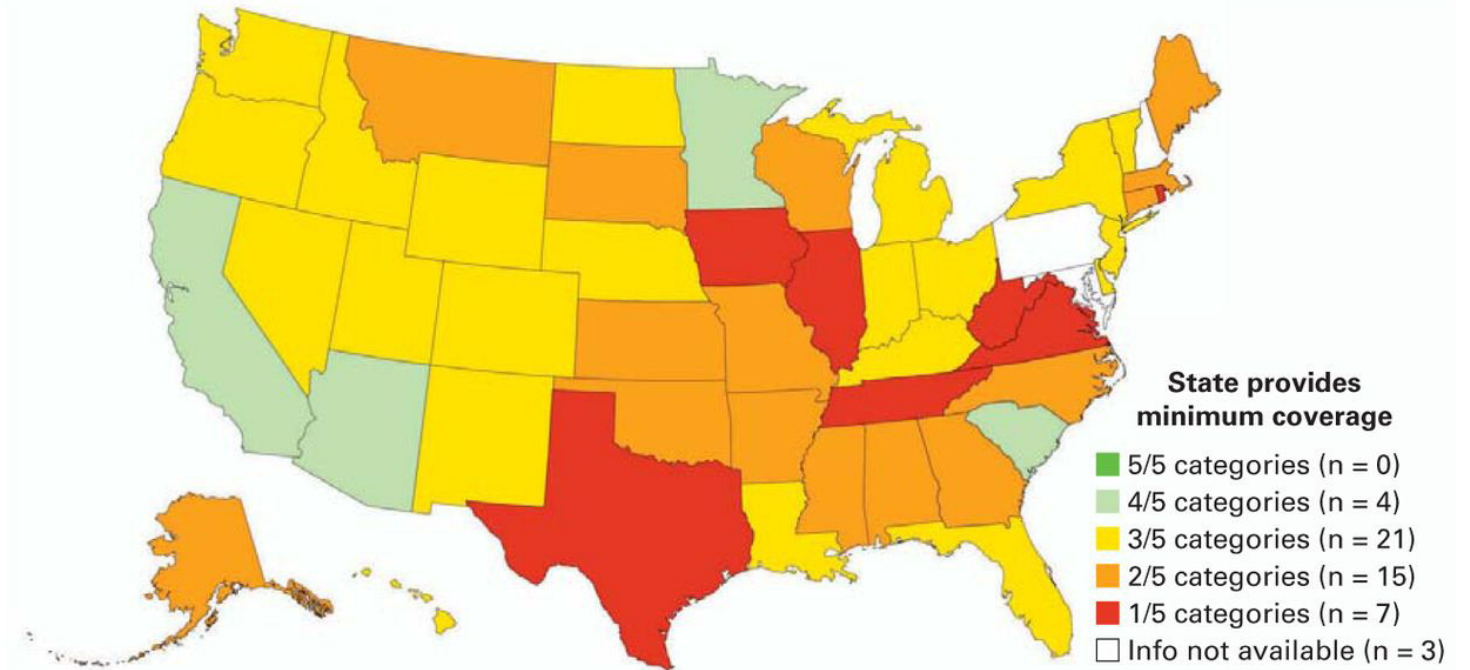 State provides
minimum coverage
5/5 categories (n = 0)
4/5 categories (n = 4)
3/5 categories (n = 21)
2/5 categories (n = 15)
1/5 categories (n = 7)
Info not available (n = 3)